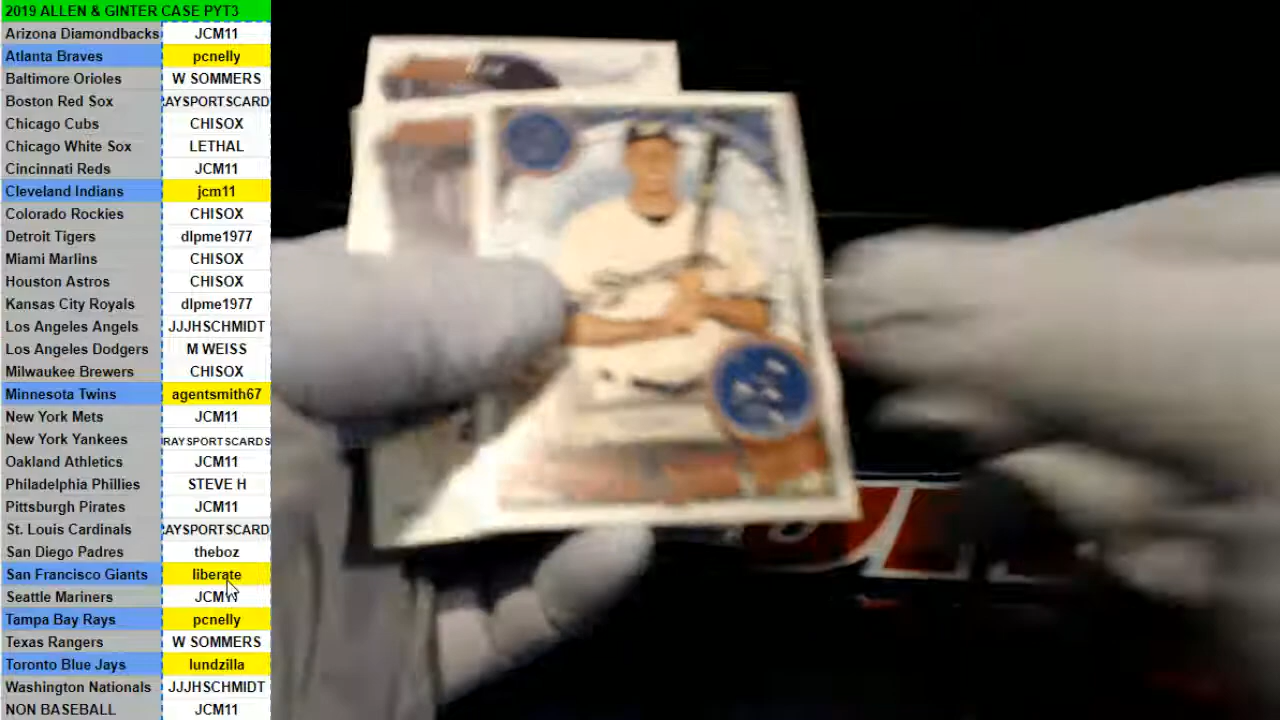 2019 ALLEN & GINTER CASE PYT3
Arizona Diamondbacks JCM11
Atlanta Braves pcnelly
Baltimore Orioles W SOMMERS
Boston Red Sox RAYSPORTSCARD
Chicago Cubs CHISOX
Chicago White Sox LETHAL
Cincinnati Reds JCM11
Cleveland Indians jcm11
Colorado Rockies CHISOX
Detroit Tigers dlpme1977
Miami Marlins CHISOX
Houston Astros CHISOX
Kansas City Royals dlpme1977
Los Angeles Angels JJJHSCHMIDT
Los Angeles Dodgers M WEISS
Milwaukee Brewers CHISOX
Minnesota Twins agentsmith67
New York Mets JCM11
New York Yankees RAYSPORTSCARDS
Oakland Athletics JCM11
Philadelphia Phillies STEVE H
Pittsburgh Pirates JCM11
St. Louis Cardinals RAYSPORTSCARD
San Diego Padres theboz
San Francisco Giants liberate
Seattle Mariners JCM11
Tampa Bay Rays pcnelly
Texas Rangers W SOMMERS
Toronto Blue Jays lundzilla
Washington Nationals JJJHSCHMIDT
NON BASEBALL JCM11